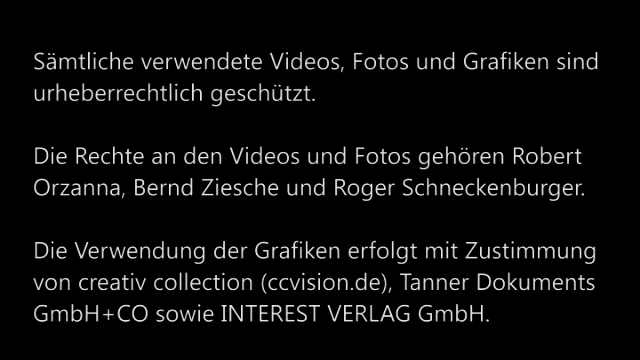 Sämtliche verwendete Videos, Fotos und Grafiken sind
urheberrechtlich geschützt.
Die Rechte an den Videos und Fotos gehören Robert
Orzanna, Bernd Ziesche und Roger Schneckenburger.
Die Verwendung der Grafiken erfolgt mit Zustimmung
von creativ collection (ccvision.de), Tanner Dokuments
GmbH+CO sowie INTEREST VERLAG GmbH.